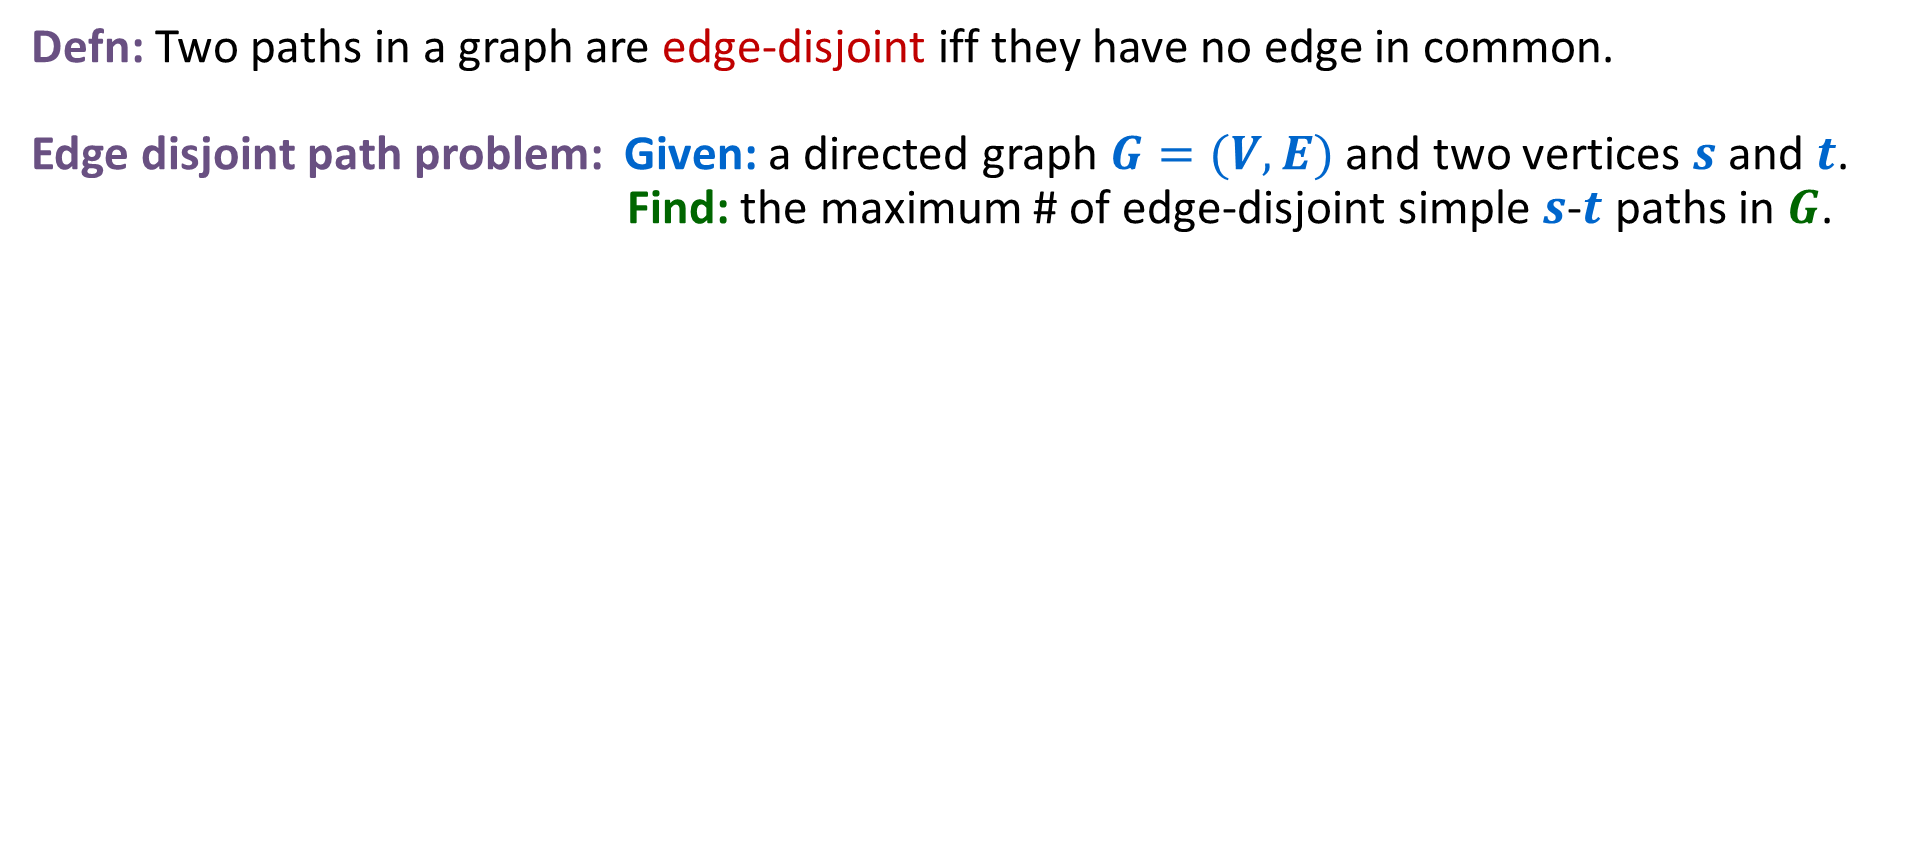 Defn: Two paths in a graph are edge-disjoint iff they have no edge in common.
Edge disjoint path problem: Given: a directed graph G = (V, E) and two vertices s and t.
Find: the maximum # of edge-disjoint simple s-t paths in G.